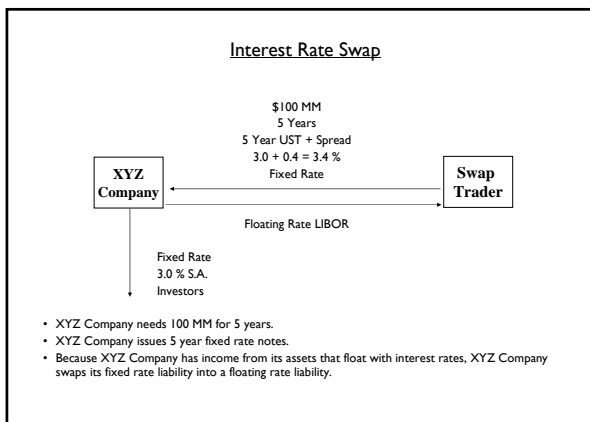 Interest Rate Swap
$100 MM
5 Years
5 Year UST + Spread
3.0 + 0.4 = 3.4 %
Fixed Rate
XYZ
Company
Swap
Trader
Floating Rate LIBOR
Fixed Rate
3.0 % S.A.
Investors
• XYZ Company needs 100 MM for 5 years.
• XYZ Company issues 5 year fixed rate notes.
• Because XYZ Company has income from its assets that float with interest rates, XYZ Company
swaps its fixed rate liability into a floating rate liability.